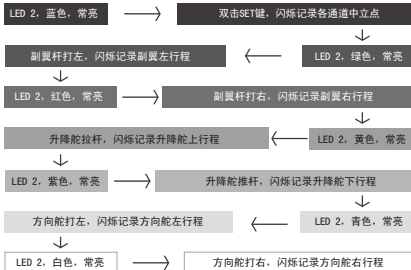 LED 2，蓝色，常亮
双击SET键，闪烁记录各通道中立点
副翼杆打左，闪烁记录副翼左行程
LED 2，绿色，常亮
LED 2，红色，常亮
副翼杆打右，闪烁记录副翼右行程
升降舵拉杆，闪烁记录升降舵上行程
LED 2，黄色，常亮
LED 2，紫色，常亮
升降舵推杆，闪烁记录升降舵下行程
方向舵打左，闪烁记录方向舵左行程
LED 2，青色，常亮
LED 2，白色，常亮
方向舵打右，闪烁记录方向舵右行程